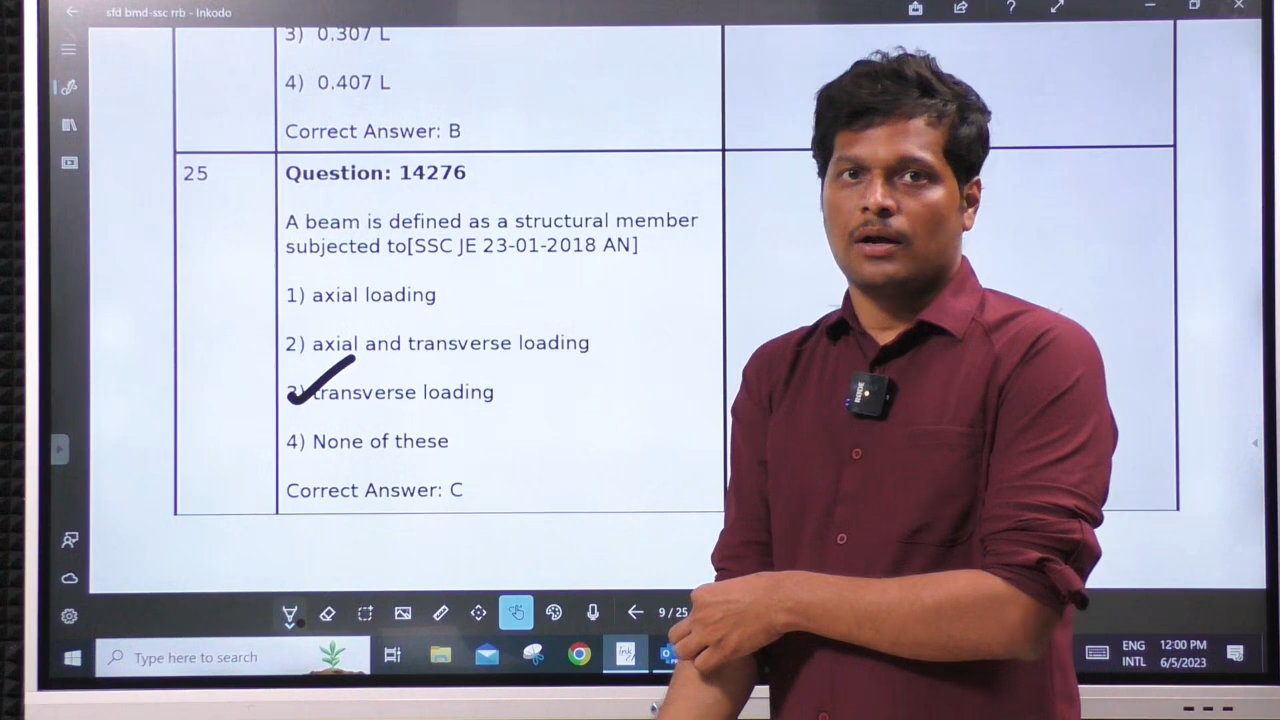 sfd bmd-ssc rrb - Inkodo
3) 0.307 L
4) 0.407 L
Correct Answer: B
25
Question: 14276
A beam is defined as a structural member
subjected to[SSC JE 23-01-2018 AN]
1) axial loading
2) axial and transverse loading
3) transverse loading
4) None of these
Correct Answer: C
RØDE
9 / 25
Type here to search
ink
ENG
INTL
12:00 PM
6/5/2023